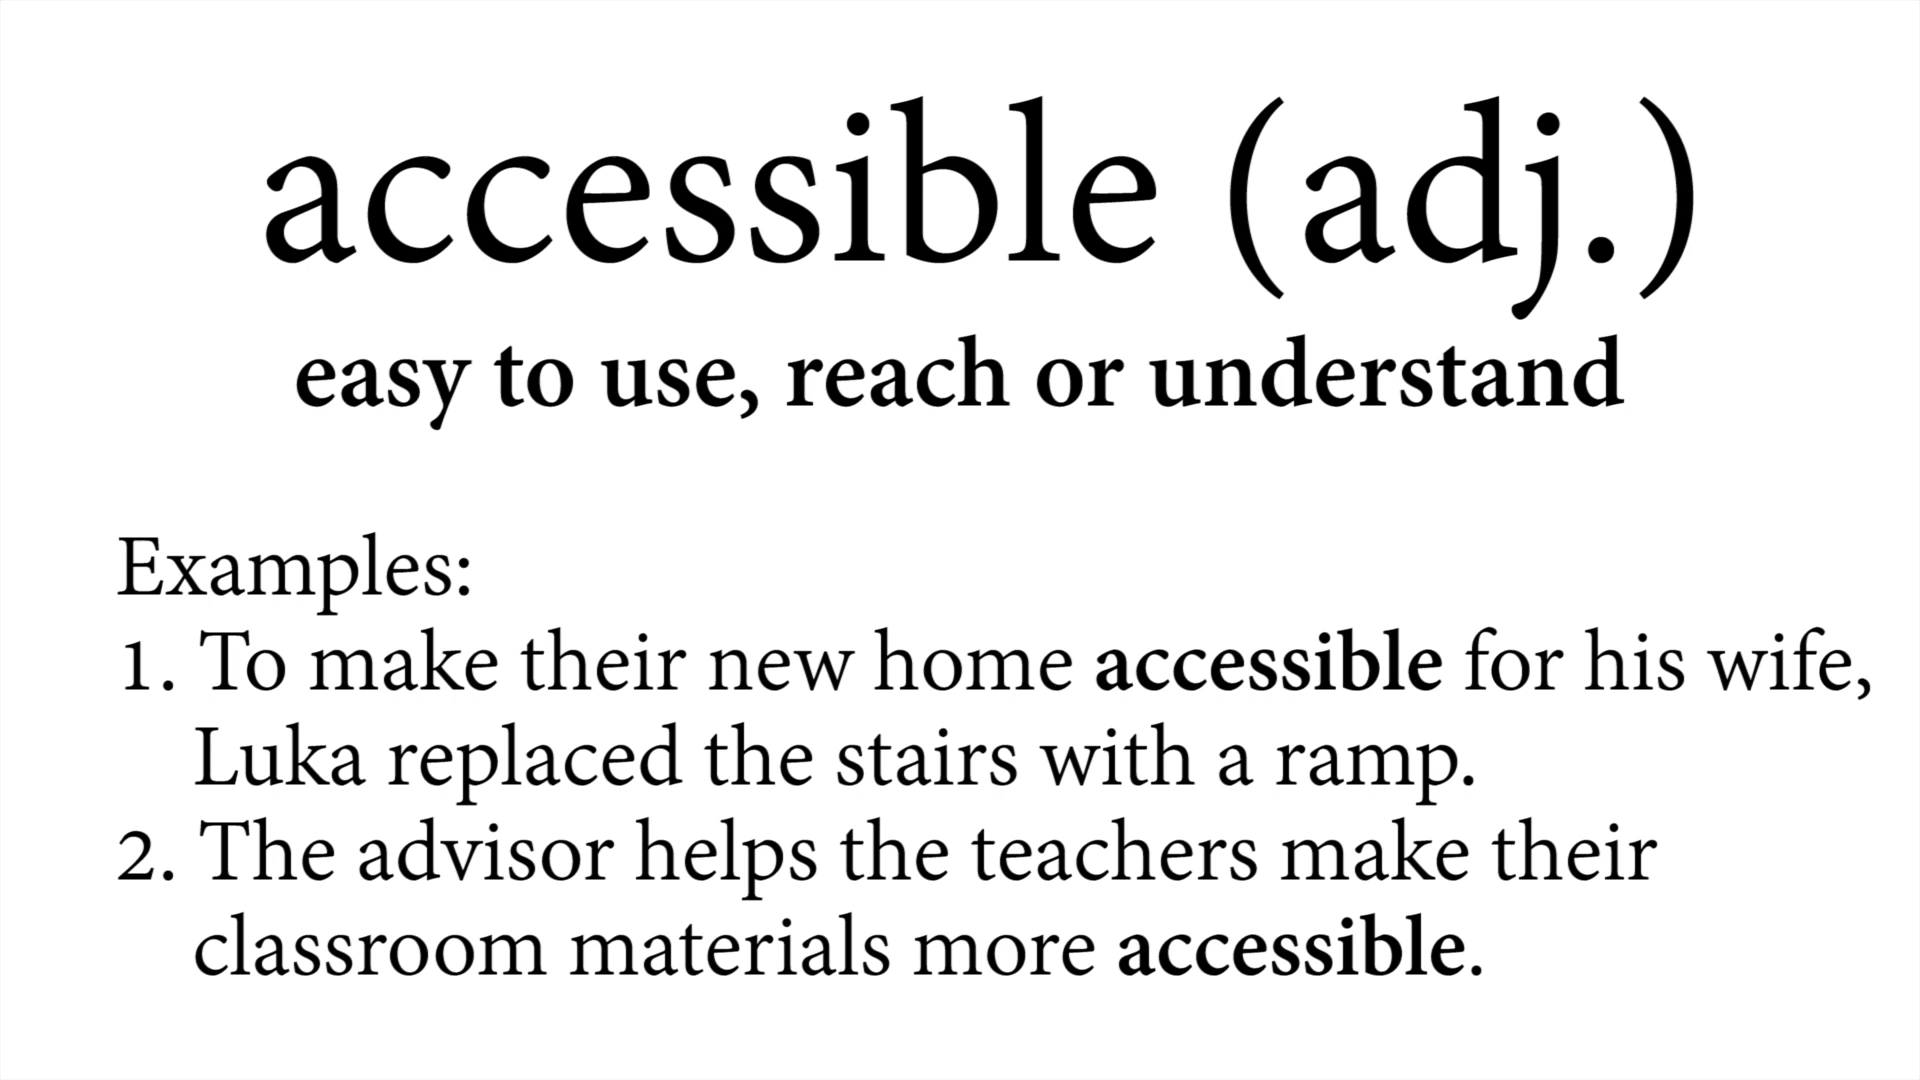 accessible (adj.)
easy to use, reach or understand
Examples:
1. To make their new home accessible for his wife,
Luka replaced the stairs with a ramp.
2. The advisor helps the teachers make their
classroom materials more accessible.